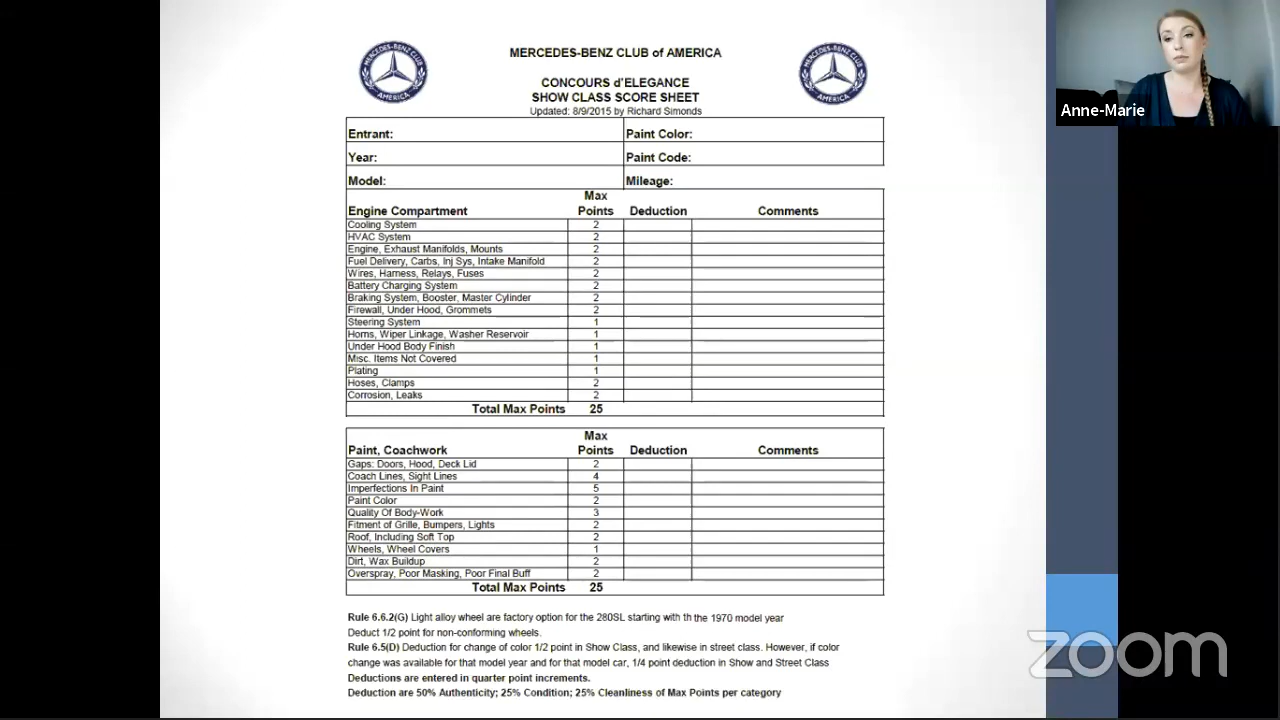 MERCEDES-BENZ CLUB of AMERICA
CONCOURS d'ELEGANCE
SHOW CLASS SCORE SHEET
Updated: 8/9/2015 by Richard Simonds
MERCEDES-BENZ CLUB AMERICA
MERCEDES-BENZ CLUB AMERICA
Anne-Marie
Entrant: Paint Color:
Year: Paint Code:
Model: Mileage:
Engine Compartment Max Points Deduction Comments
Cooling System 2
HVAC System 2
Engine, Exhaust Manifolds, Mounts 2
Fuel Delivery, Carbs, Inj Sys, Intake Manifold 2
Wires, Harness, Relays, Fuses 2
Battery Charging System 2
Braking System, Booster, Master Cylinder 2
Firewall, Under Hood, Grommets 2
Steering System 1
Horns, Wiper Linkage, Washer Reservoir 1
Under Hood Body Finish 1
Misc. Items Not Covered 1
Plating 1
Hoses, Clamps 2
Corrosion, Leaks 2
Total Max Points 25
Paint, Coachwork Max Points Deduction Comments
Gaps: Doors, Hood, Deck Lid 2
Coach Lines, Sight Lines 4
Imperfections In Paint 5
Paint Color 2
Quality Of Body-Work 3
Fitment of Grille, Bumpers, Lights 2
Roof, Including Soft Top 2
Wheels, Wheel Covers 1
Dirt, Wax Buildup 2
Overspray, Poor Masking, Poor Final Buff 2
Total Max Points 25
Rule 6.6.2(G) Light alloy wheel are factory option for the 280SL starting with th the 1970 model year
Deduct 1/2 point for non-conforming wheels.
Rule 6.5(D) Deduction for change of color 1/2 point in Show Class, and likewise in street class. However, if color
change was available for that model year and for that model car, 1/4 point deduction in Show and Street Class
Deductions are entered in quarter point increments.
Deduction are 50% Authenticity; 25% Condition; 25% Cleanliness of Max Points per category
zoom